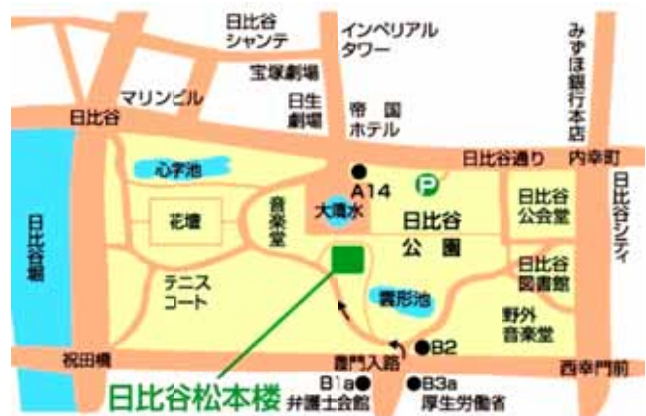 日比谷
シャンテ
インペリアル
タワー
みずほ銀行本店
宝塚劇場
マリンビル
日生
劇場
帝国
ホテル
日比谷
日比谷通り
内幸町
心字池
A14
P
日比谷
公会堂
日比谷シティ
音楽堂
大噴水
日比谷
公園
花壇
日比谷堀
テニス
コート
雲形池
日比谷
図書館
野外
音楽堂
B2
祝田橋
霞門入路
西幸門前
B1a
弁護士会館
B3a
厚生労働省
日比谷松本楼